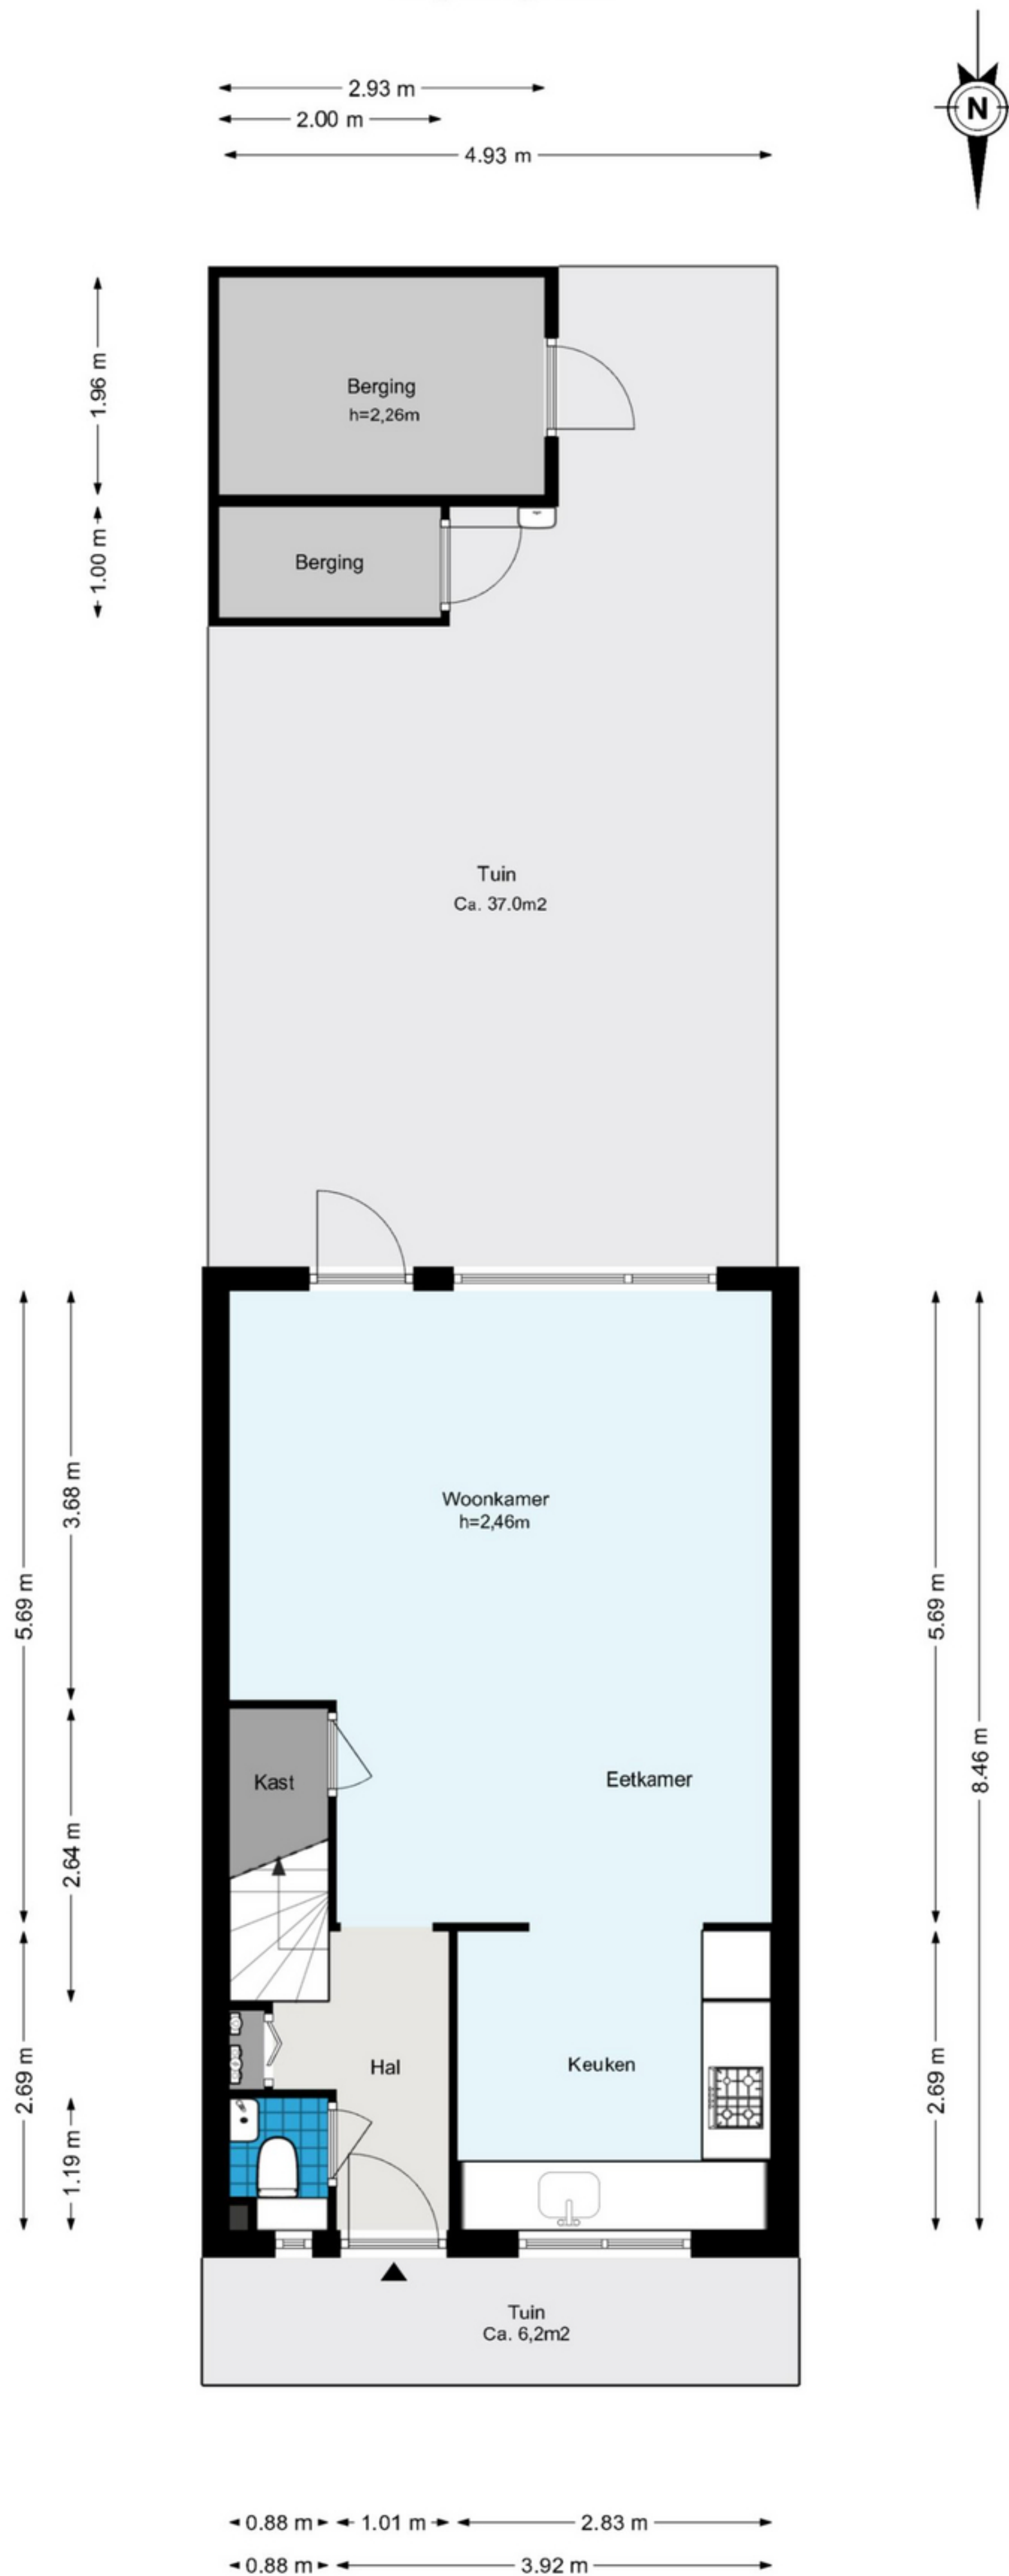 2.93 m
2.00 m
4.93 m
N
1.96 m
Berging
h=2,26m
1.00 m
Berging
Tuin
Ca. 37.0m2
3.68 m
5.69 m
Woonkamer
h=2,46m
5.69 m
8.46 m
Kast
Eetkamer
2.64 m
2.69 m
Hal
Keuken
2.69 m
1.19 m
Tuin
Ca. 6,2m2
0.88 m
1.01 m
2.83 m
0.88 m
3.92 m